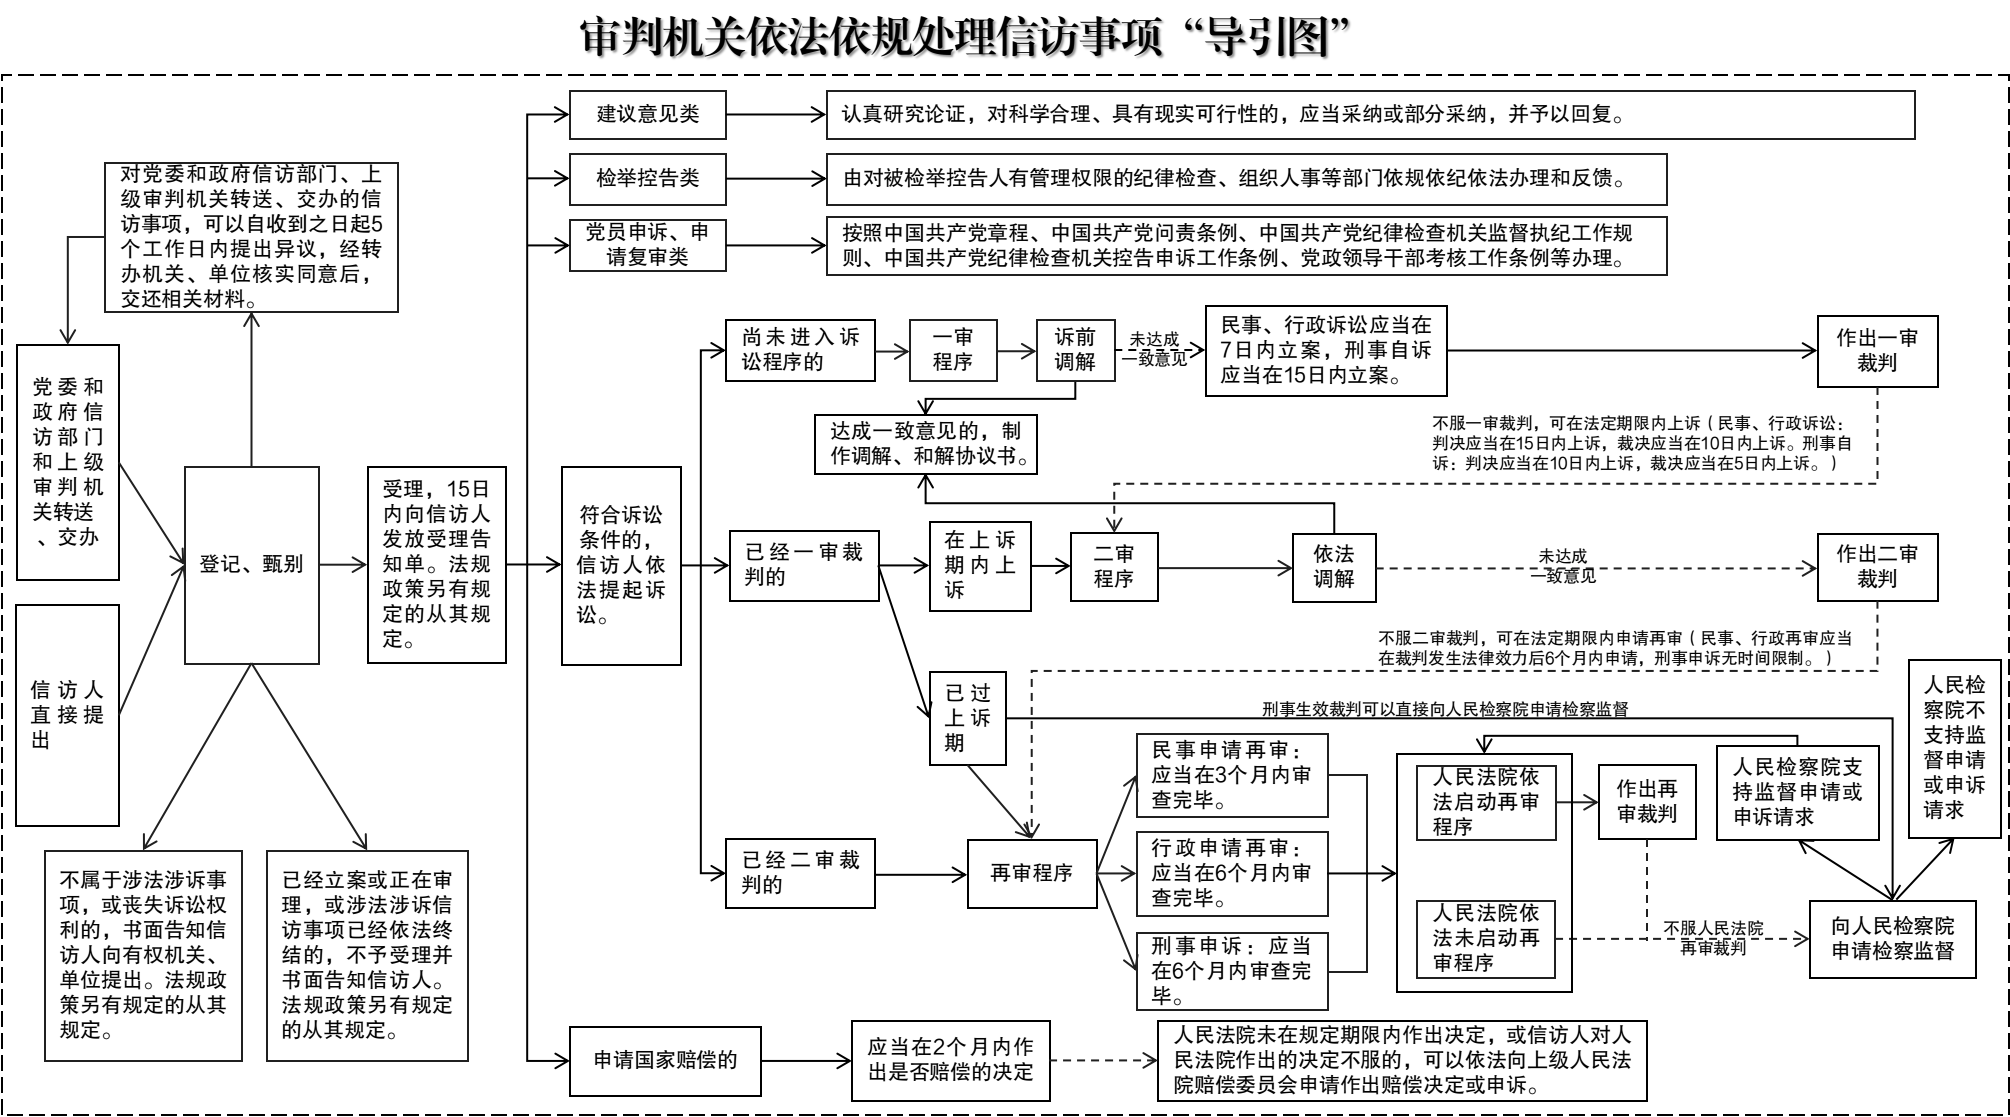 审判机关依法依规处理信访事项“导引图”
对党委和政府信访部门、上
级审判机关转送、交办的信
访事项，可以自收到之日起5
个工作日内提出异议，经转
办机关、单位核实同意后，
交还相关材料。
党委和
政府信
访部门
和上级
审判机
关转送
、交办
信访人
直接提
出
登记、甄别
不属于涉法涉诉事
项，或丧失诉讼权
利的，书面告知信
访人向有权机关、
单位提出。法规政
策另有规定的从其
规定。
已经立案或正在审
理，或涉法涉诉信
访事项已经依法终
结的，不予受理并
书面告知信访人。
法规政策另有规定
的从其规定。
受理，15日
内向信访人
发放受理告
知单。法规
政策另有规
定的从其规
定。
建议意见类
认真研究论证，对科学合理、具有现实可行性的，应当采纳或部分采纳，并予以回复。
检举控告类
由对被检举控告人有管理权限的纪律检查、组织人事等部门依规依纪依法办理和反馈。
党员申诉、申
请复审类
按照中国共产党章程、中国共产党问责条例、中国共产党纪律检查机关监督执纪工作规
则、中国共产党纪律检查机关控告申诉工作条例、党政领导干部考核工作条例等办理。
符合诉讼
条件的，
信访人依
法提起诉
讼。
尚未进入诉
讼程序的
一审
程序
诉前
调解
未达成
一致意见
民事、行政诉讼应当在
7日内立案，刑事自诉
应当在15日内立案。
作出一审
裁判
达成一致意见的，制
作调解、和解协议书。
不服一审裁判，可在法定期限内上诉（民事、行政诉讼：
判决应当在15日内上诉，裁决应当在10日内上诉。刑事自
诉：判决应当在10日内上诉，裁决应当在5日内上诉。）
已经一审裁
判的
在上诉
期内上
诉
二审
程序
依法
调解
未达成
一致意见
作出二审
裁判
不服二审裁判，可在法定期限内申请再审（民事、行政再审应当
在裁判发生法律效力后6个月内申请，刑事申诉无时间限制。）
已过
上诉
期
刑事生效裁判可以直接向人民检察院申请检察监督
已经二审裁
判的
再审程序
民事申请再审：
应当在3个月内审
查完毕。
行政申请再审：
应当在6个月内审
查完毕。
刑事申诉：应当
在6个月内审查完
毕。
人民法院依
法启动再审
程序
人民法院依
法未启动再
审程序
作出再
审裁判
人民检察院支
持监督申请或
申诉请求
人民检
察院不
支持监
督申请
或申诉
请求
不服人民法院
再审裁判
向人民检察院
申请检察监督
申请国家赔偿的
应当在2个月内作
出是否赔偿的决定
人民法院未在规定期限内作出决定，或信访人对人
民法院作出的决定不服的，可以依法向上级人民法
院赔偿委员会申请作出赔偿决定或申诉。